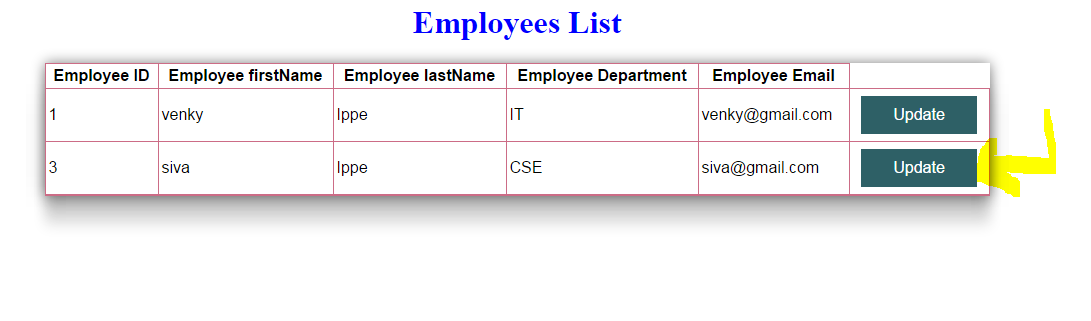 Employees List
Employee ID Employee firstName Employee lastName Employee Department Employee Email
1 venky Ippe IT venky@gmail.com Update
3 siva Ippe CSE siva@gmail.com Update